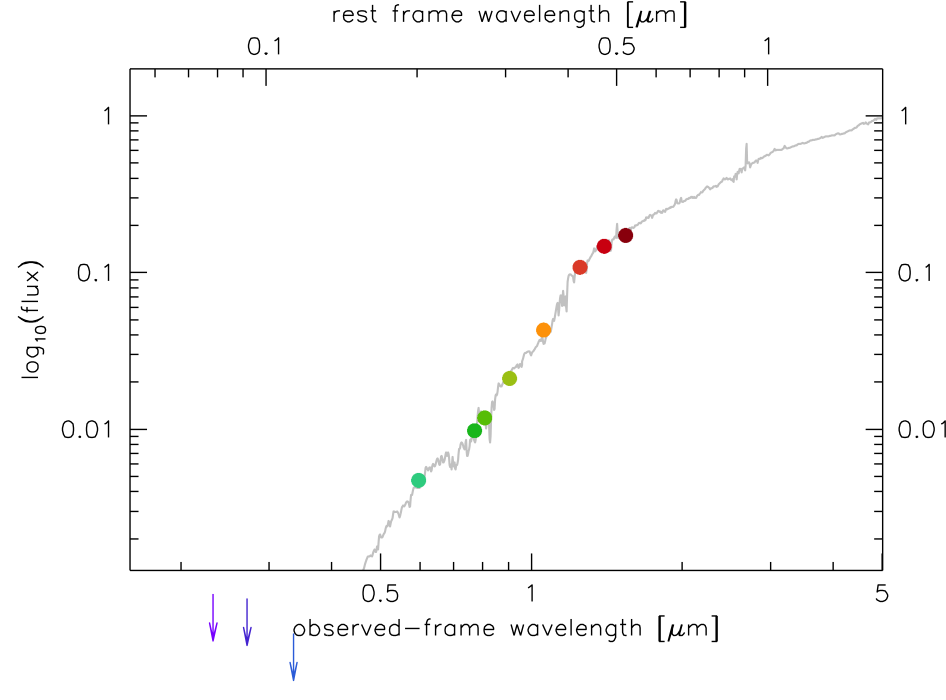 rest frame wavelength [μm]
0.1 0.5 1
1 1
0.1 0.1
0.01 0.01
log10(flux)
0.5 1 5
observed-frame wavelength [μm]